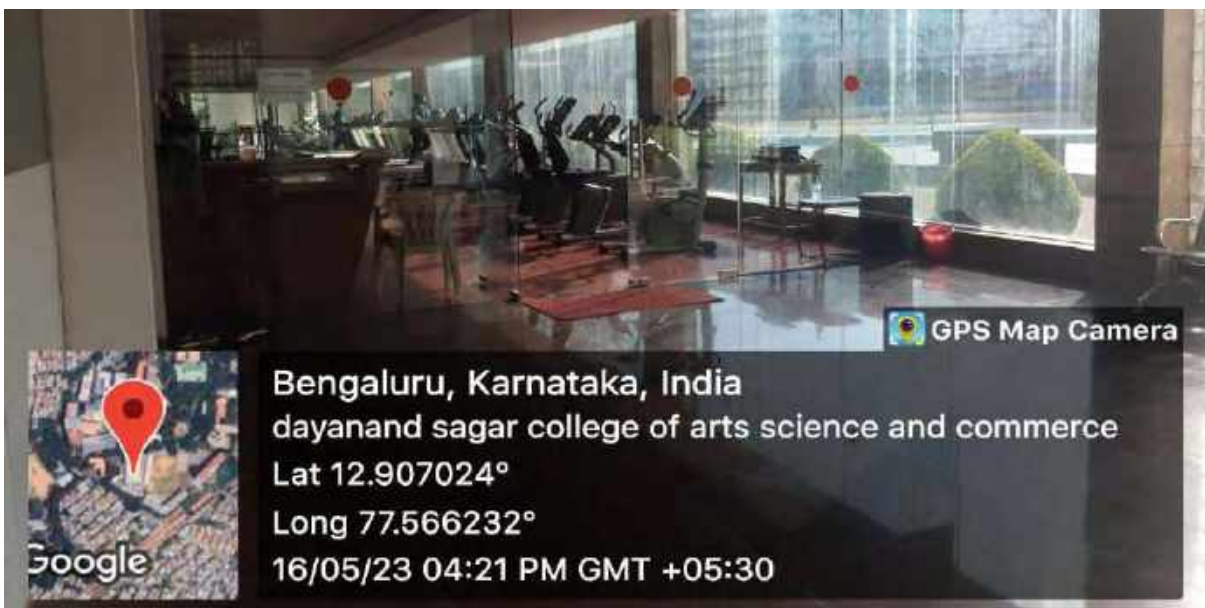 GPS Map Camera
Bengaluru, Karnataka, India
dayanand sagar college of arts science and commerce
Lat 12.907024°
Long 77.566232°
16/05/23 04:21 PM GMT +05:30
Google